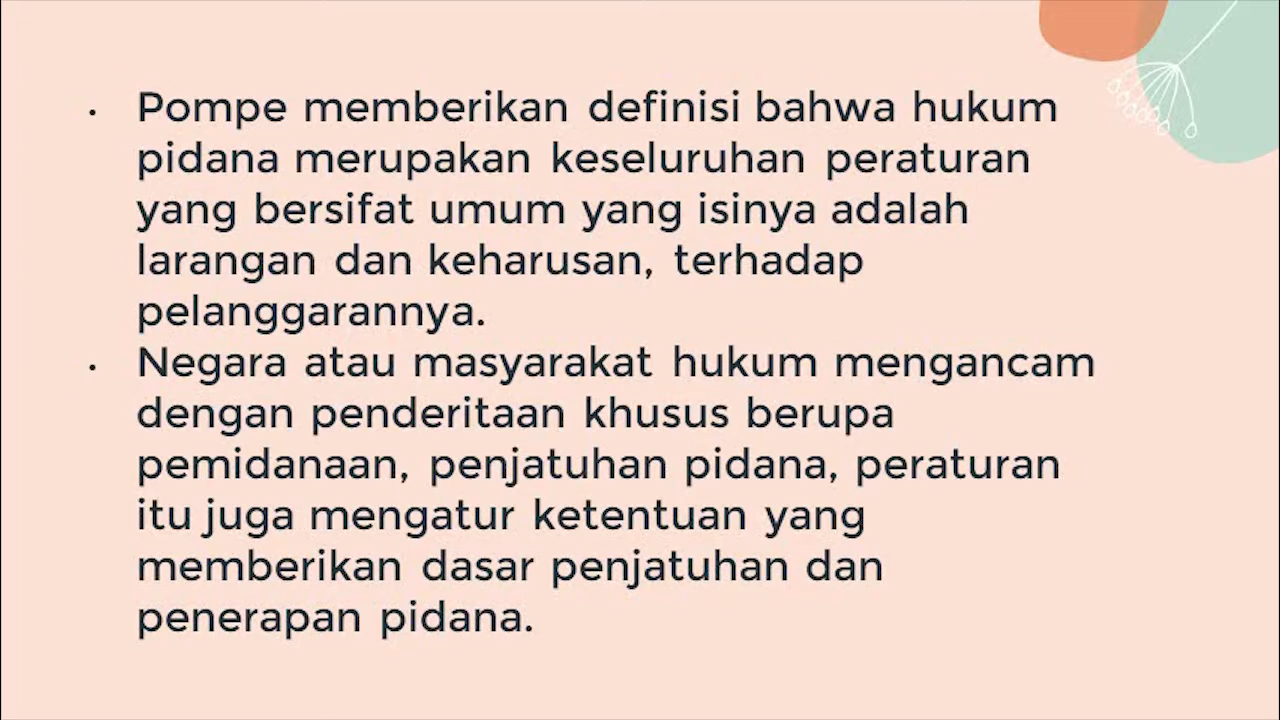 • Pompe memberikan definisi bahwa hukum
pidana merupakan keseluruhan peraturan
yang bersifat umum yang isinya adalah
larangan dan keharusan, terhadap
pelanggarannya.
• Negara atau masyarakat hukum mengancam
dengan penderitaan khusus berupa
pemidanaan, penjatuhan pidana, peraturan
itu juga mengatur ketentuan yang
memberikan dasar penjatuhan dan
penerapan pidana.